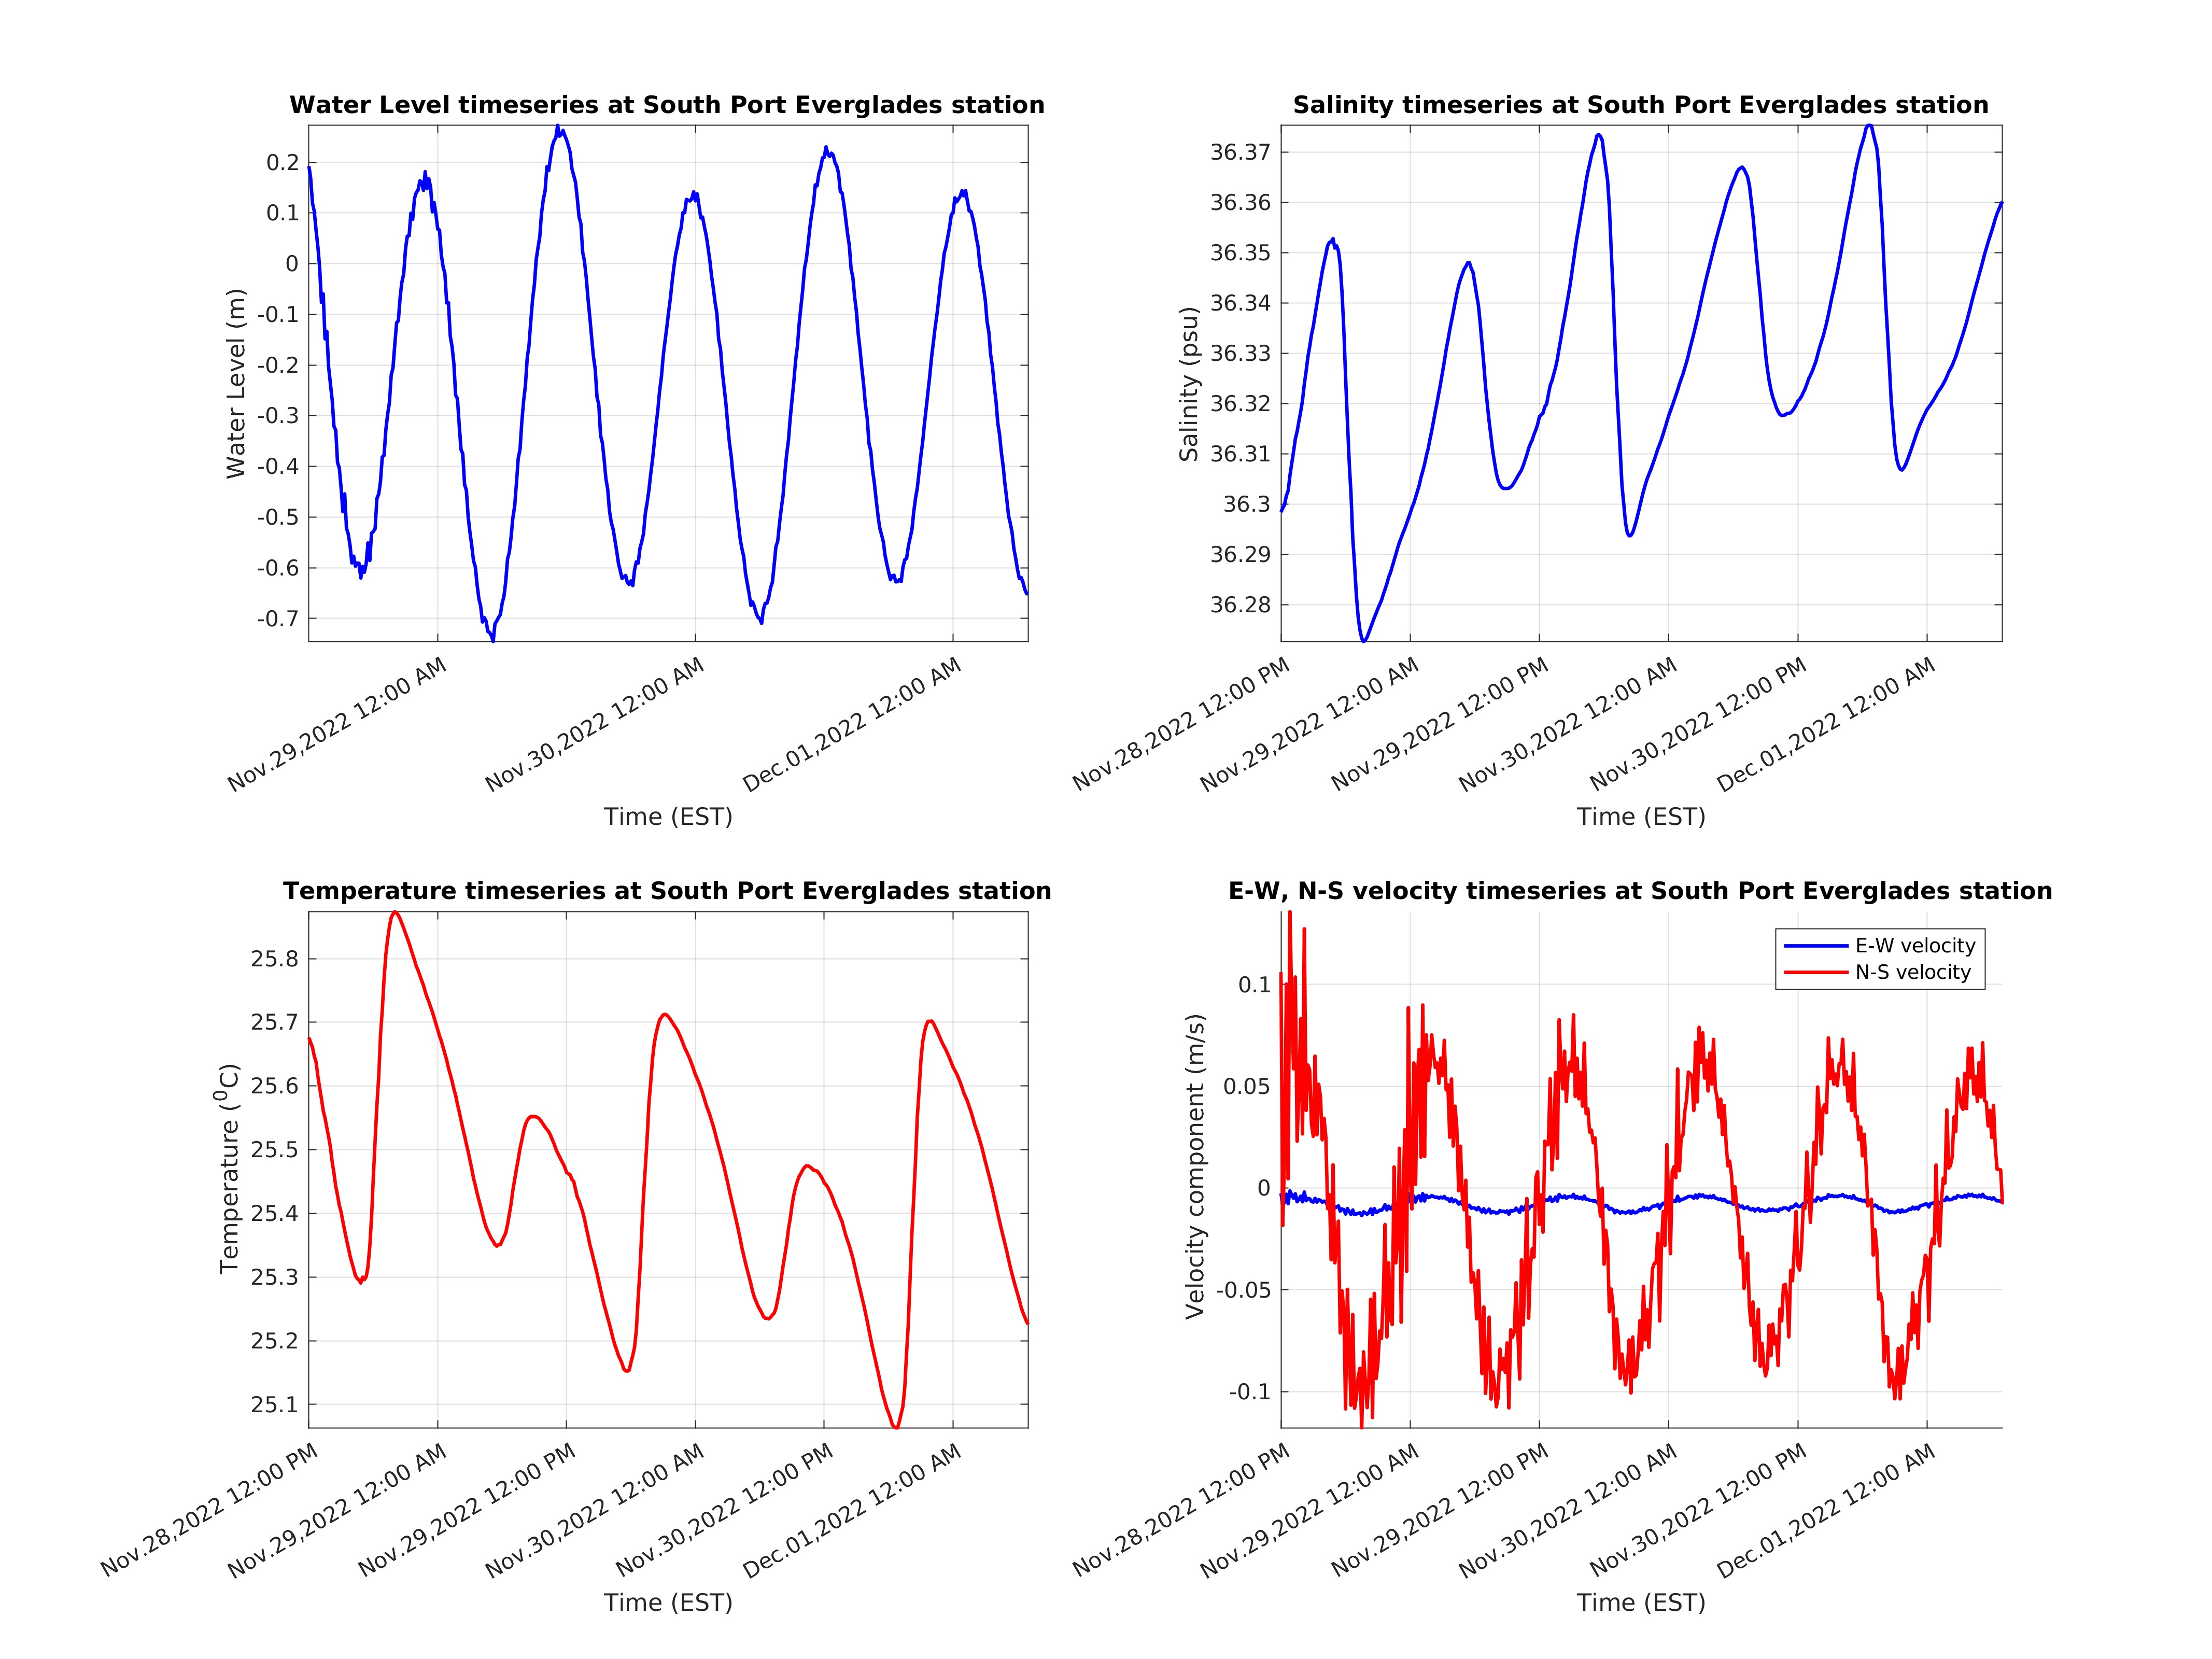 Water Level timeseries at South Port Everglades station
Water Level (m)
0.2
0.1
0
-0.1
-0.2
-0.3
-0.4
-0.5
-0.6
-0.7
Nov.29,2022 12:00 AM
Nov.30,2022 12:00 AM
Dec.01,2022 12:00 AM
Time (EST)
Salinity timeseries at South Port Everglades station
Salinity (psu)
36.37
36.36
36.35
36.34
36.33
36.32
36.31
36.3
36.29
36.28
Nov.28,2022 12:00 PM
Nov.29,2022 12:00 AM
Nov.29,2022 12:00 PM
Nov.30,2022 12:00 AM
Nov.30,2022 12:00 PM
Dec.01,2022 12:00 AM
Time (EST)
Temperature timeseries at South Port Everglades station
Temperature (⁰C)
25.8
25.7
25.6
25.5
25.4
25.3
25.2
25.1
Nov.28,2022 12:00 PM
Nov.29,2022 12:00 AM
Nov.29,2022 12:00 PM
Nov.30,2022 12:00 AM
Nov.30,2022 12:00 PM
Dec.01,2022 12:00 AM
Time (EST)
E-W, N-S velocity timeseries at South Port Everglades station
Velocity component (m/s)
0.1
0.05
0
-0.05
-0.1
E-W velocity
N-S velocity
Nov.28,2022 12:00 PM
Nov.29,2022 12:00 AM
Nov.29,2022 12:00 PM
Nov.30,2022 12:00 AM
Nov.30,2022 12:00 PM
Dec.01,2022 12:00 AM
Time (EST)